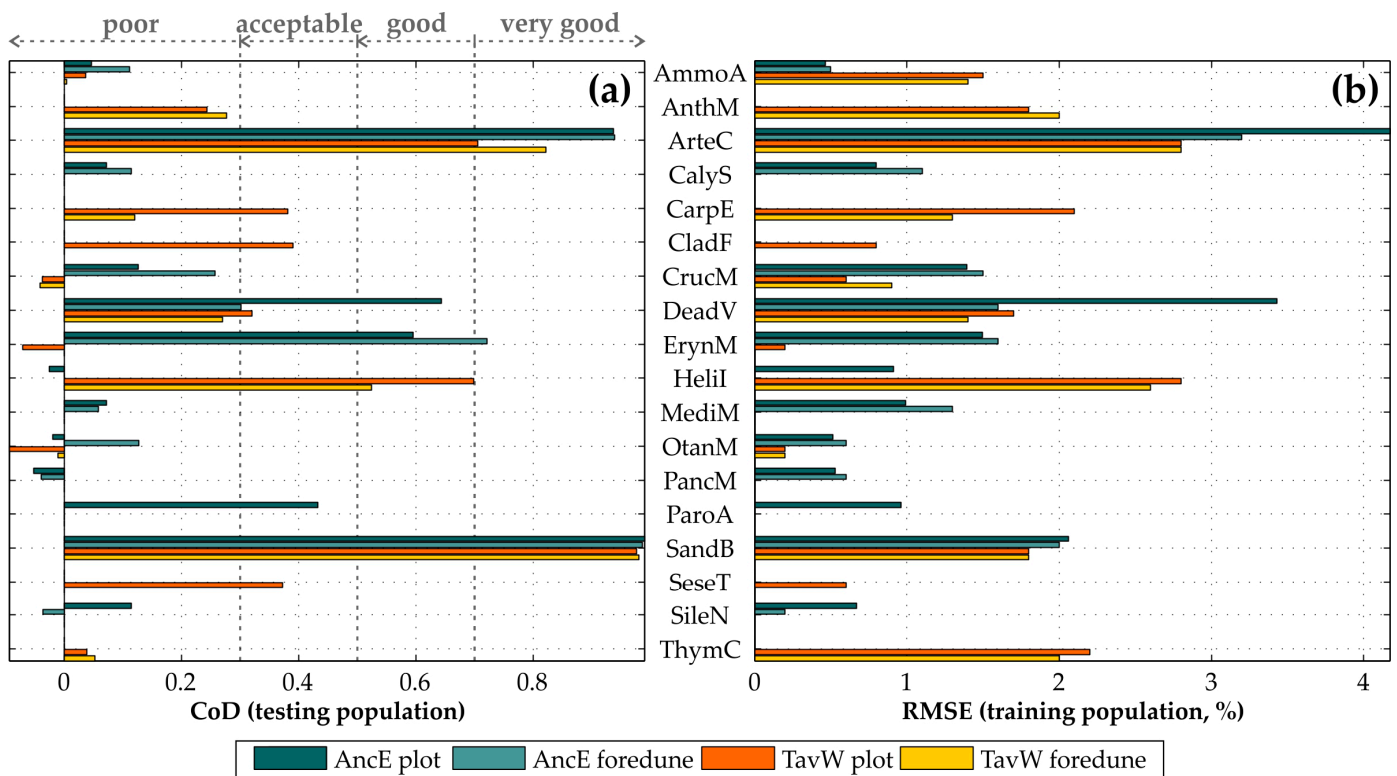 poor acceptable good very good
(a) (b)
AmmoA
AnthM
ArteC
CalyS
CarpE
CladF
CrucM
DeadV
ErynM
HeliI
MediM
OtanM
PancM
ParoA
SandB
SeseT
SileN
ThymC
0 0.2 0.4 0.6 0.8 0 1 2 3 4
CoD (testing population) RMSE (training population, %)
AncE plot AncE foredune TavW plot TavW foredune